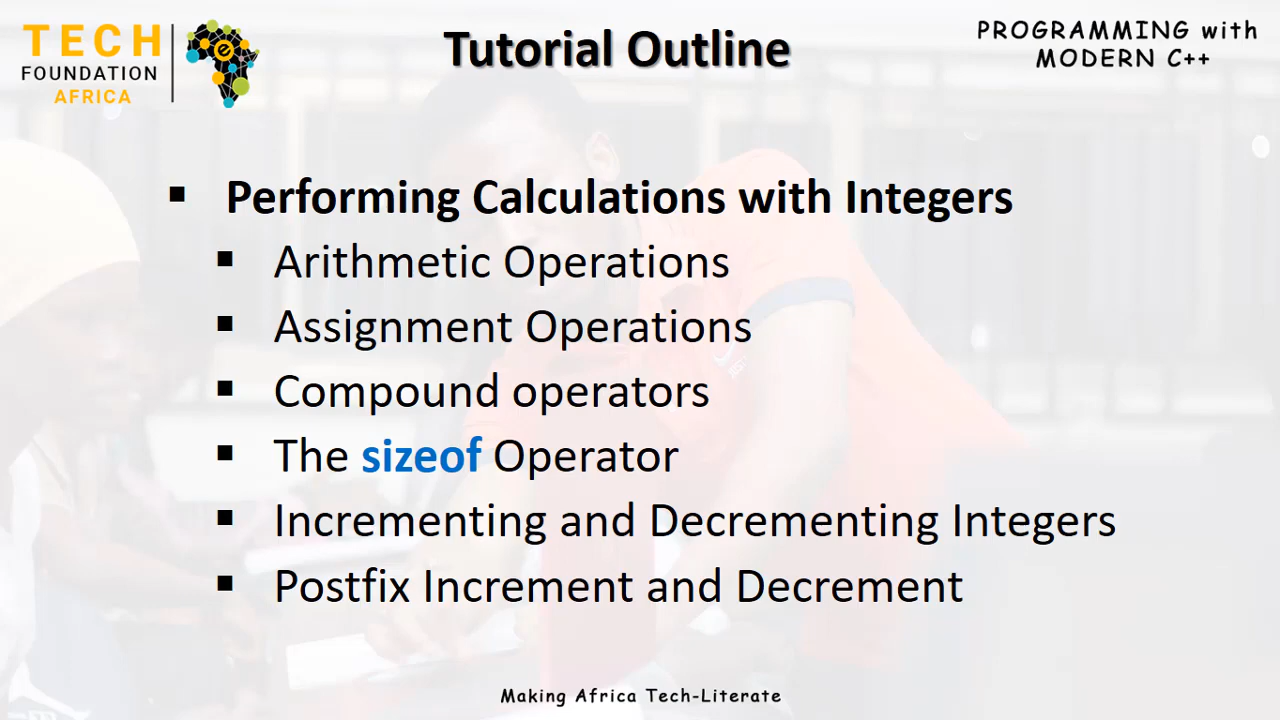 TECH
FOUNDATION
AFRICA
e
Tutorial Outline
PROGRAMMING with
MODERN C++
▪ Performing Calculations with Integers
▪ Arithmetic Operations
▪ Assignment Operations
▪ Compound operators
▪ The sizeof Operator
▪ Incrementing and Decrementing Integers
▪ Postfix Increment and Decrement
Making Africa Tech-Literate